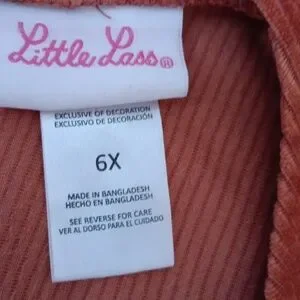 Little Lass®
EXCLUSIVE OF DECORATION
EXCLUSIVO DE DECORACIÓN
6X
MADE IN BANGLADESH
HECHO EN BANGLADESH
SEE REVERSE FOR CARE
VER AL DORSO PARA EL CUIDADO